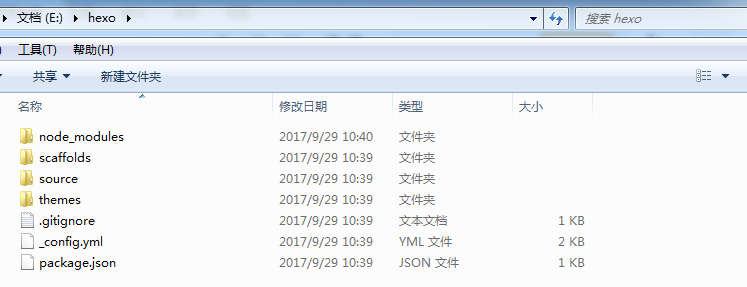 文档 (E:) hexo 搜索 hexo
) 工具(T) 帮助(H)
共享 新建文件夹
名称 修改日期 类型 大小
node_modules 2017/9/29 10:40 文件夹
scaffolds 2017/9/29 10:39 文件夹
source 2017/9/29 10:39 文件夹
themes 2017/9/29 10:39 文件夹
.gitignore 2017/9/29 10:39 文本文档 1 KB
_config.yml 2017/9/29 10:39 YML 文件 2 KB
package.json 2017/9/29 10:39 JSON 文件 1 KB